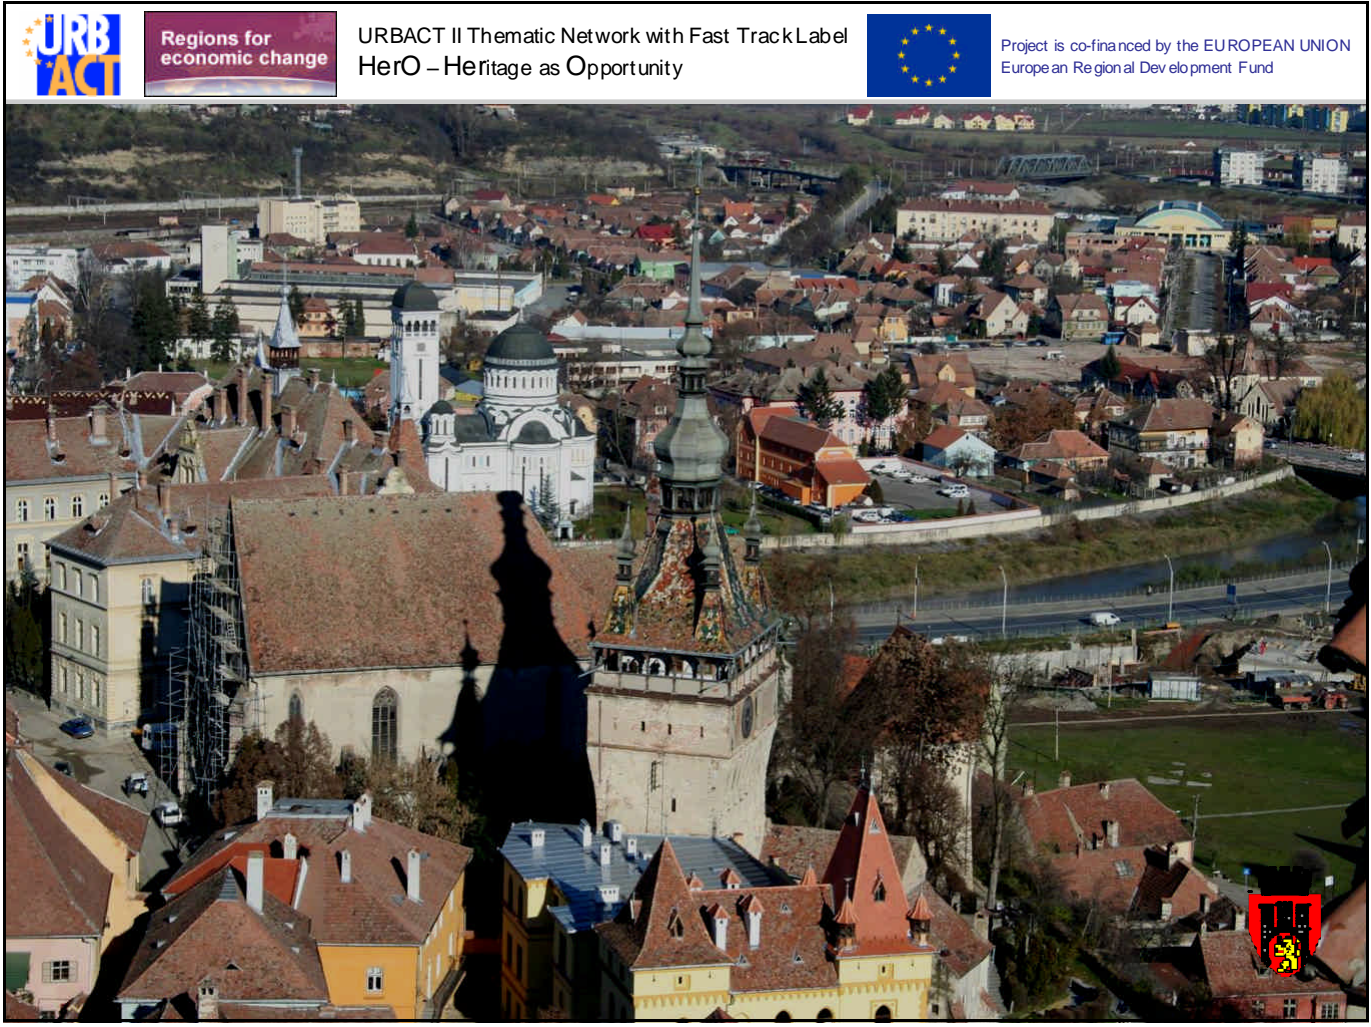 URB
ACT
Regions for
economic change
URBACT II Thematic Network with Fast Track Label
HerO – Heritage as Opportunity
Project is co-financed by the EUROPEAN UNION
European Regional Development Fund